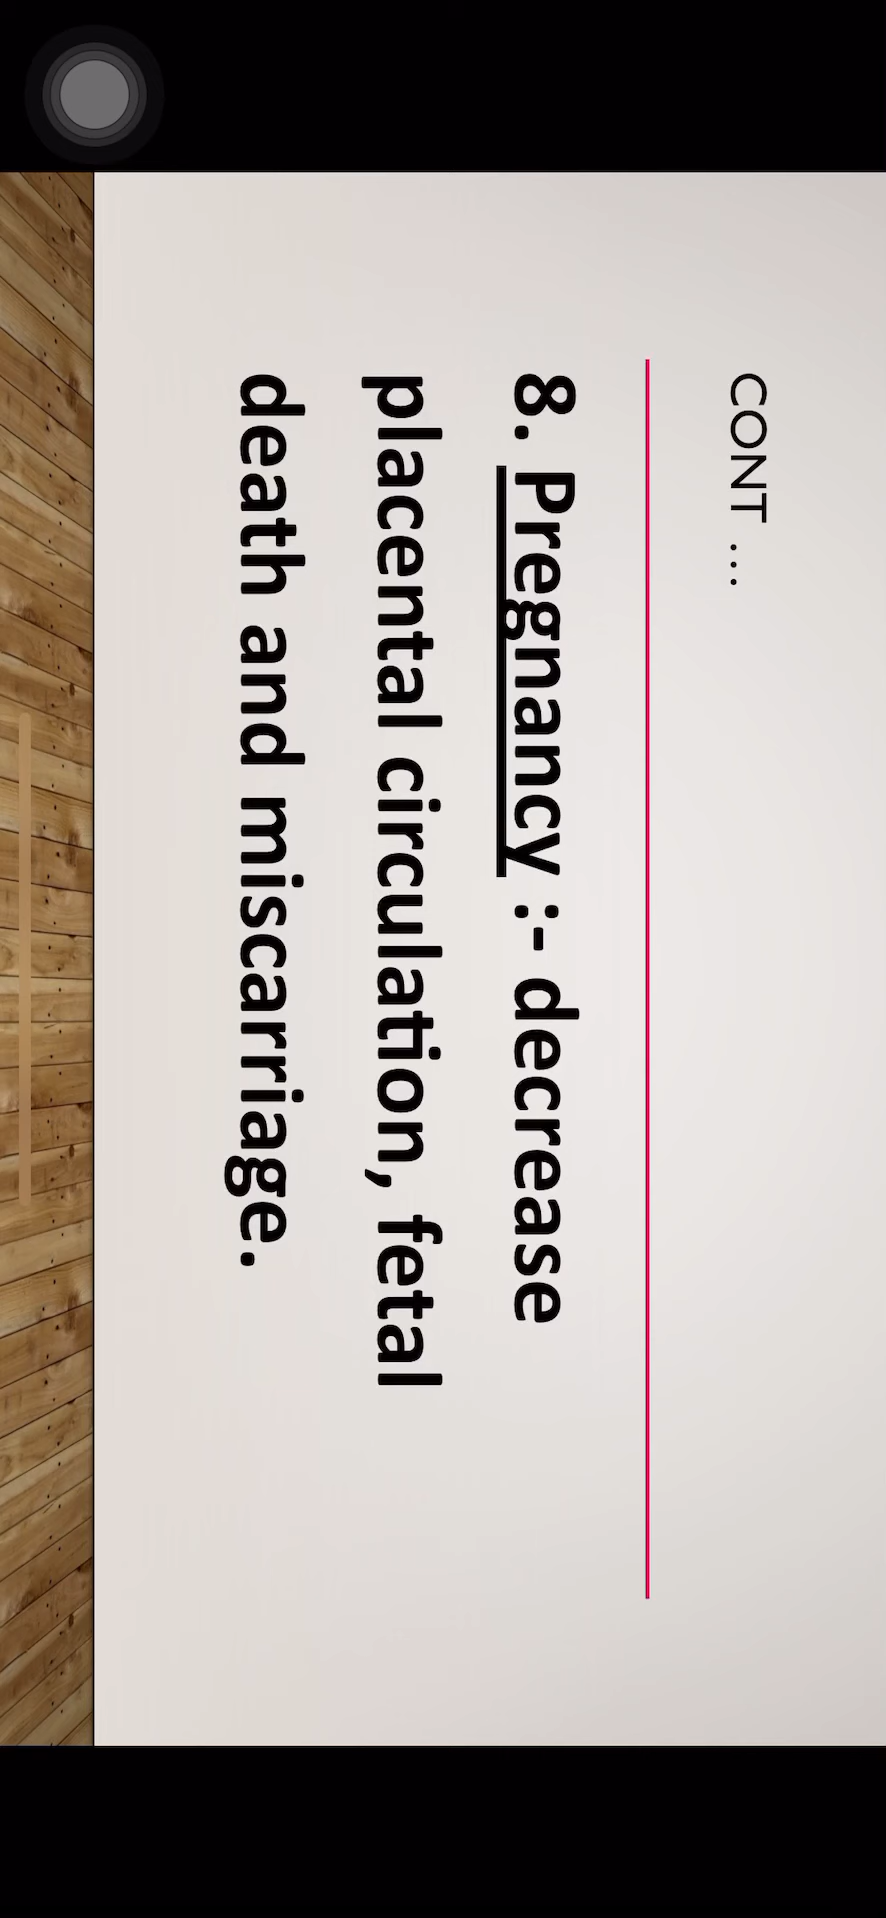 CONT ...
8. Pregnancy :- decrease
placental circulation, fetal
death and miscarriage.